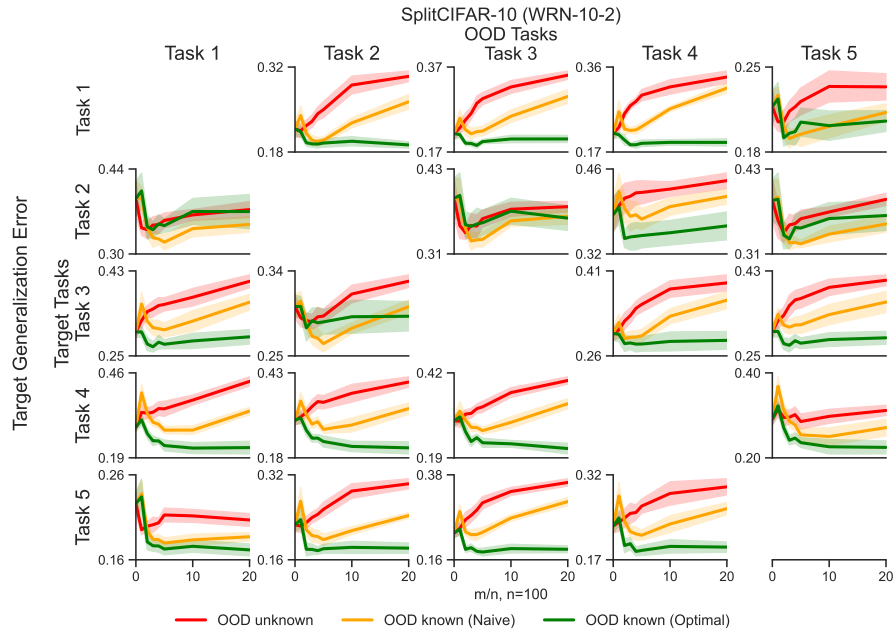 SplitCIFAR-10 (WRN-10-2)
OOD Tasks
Task 1
Task 2
Task 3
Task 4
Task 5
Target Generalization Error
Target Tasks
Task 1
0.32
0.18
0.37
0.17
0.36
0.18
0.25
0.18
Task 2
0.44
0.30
0.43
0.31
0.46
0.32
0.43
0.31
Task 3
0.43
0.25
0.34
0.25
0.41
0.26
0.43
0.25
Task 4
0.46
0.19
0.43
0.18
0.42
0.19
0.40
0.20
Task 5
0.26
0.16
0.32
0.16
0.38
0.16
0.32
0.17
0 10 20
0 10 20
0 10 20
0 10 20
0 10 20
m/n, n=100
OOD unknown
OOD known (Naive)
OOD known (Optimal)